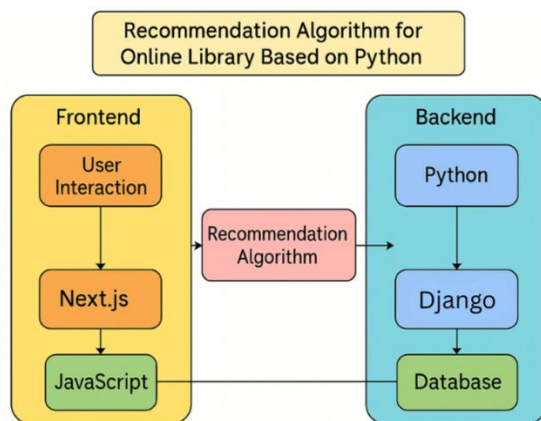 Recommendation Algorithm for
Online Library Based on Python
Frontend
User
Interaction
Next.js
JavaScript
Recommendation
Algorithm
Backend
Python
Django
Database